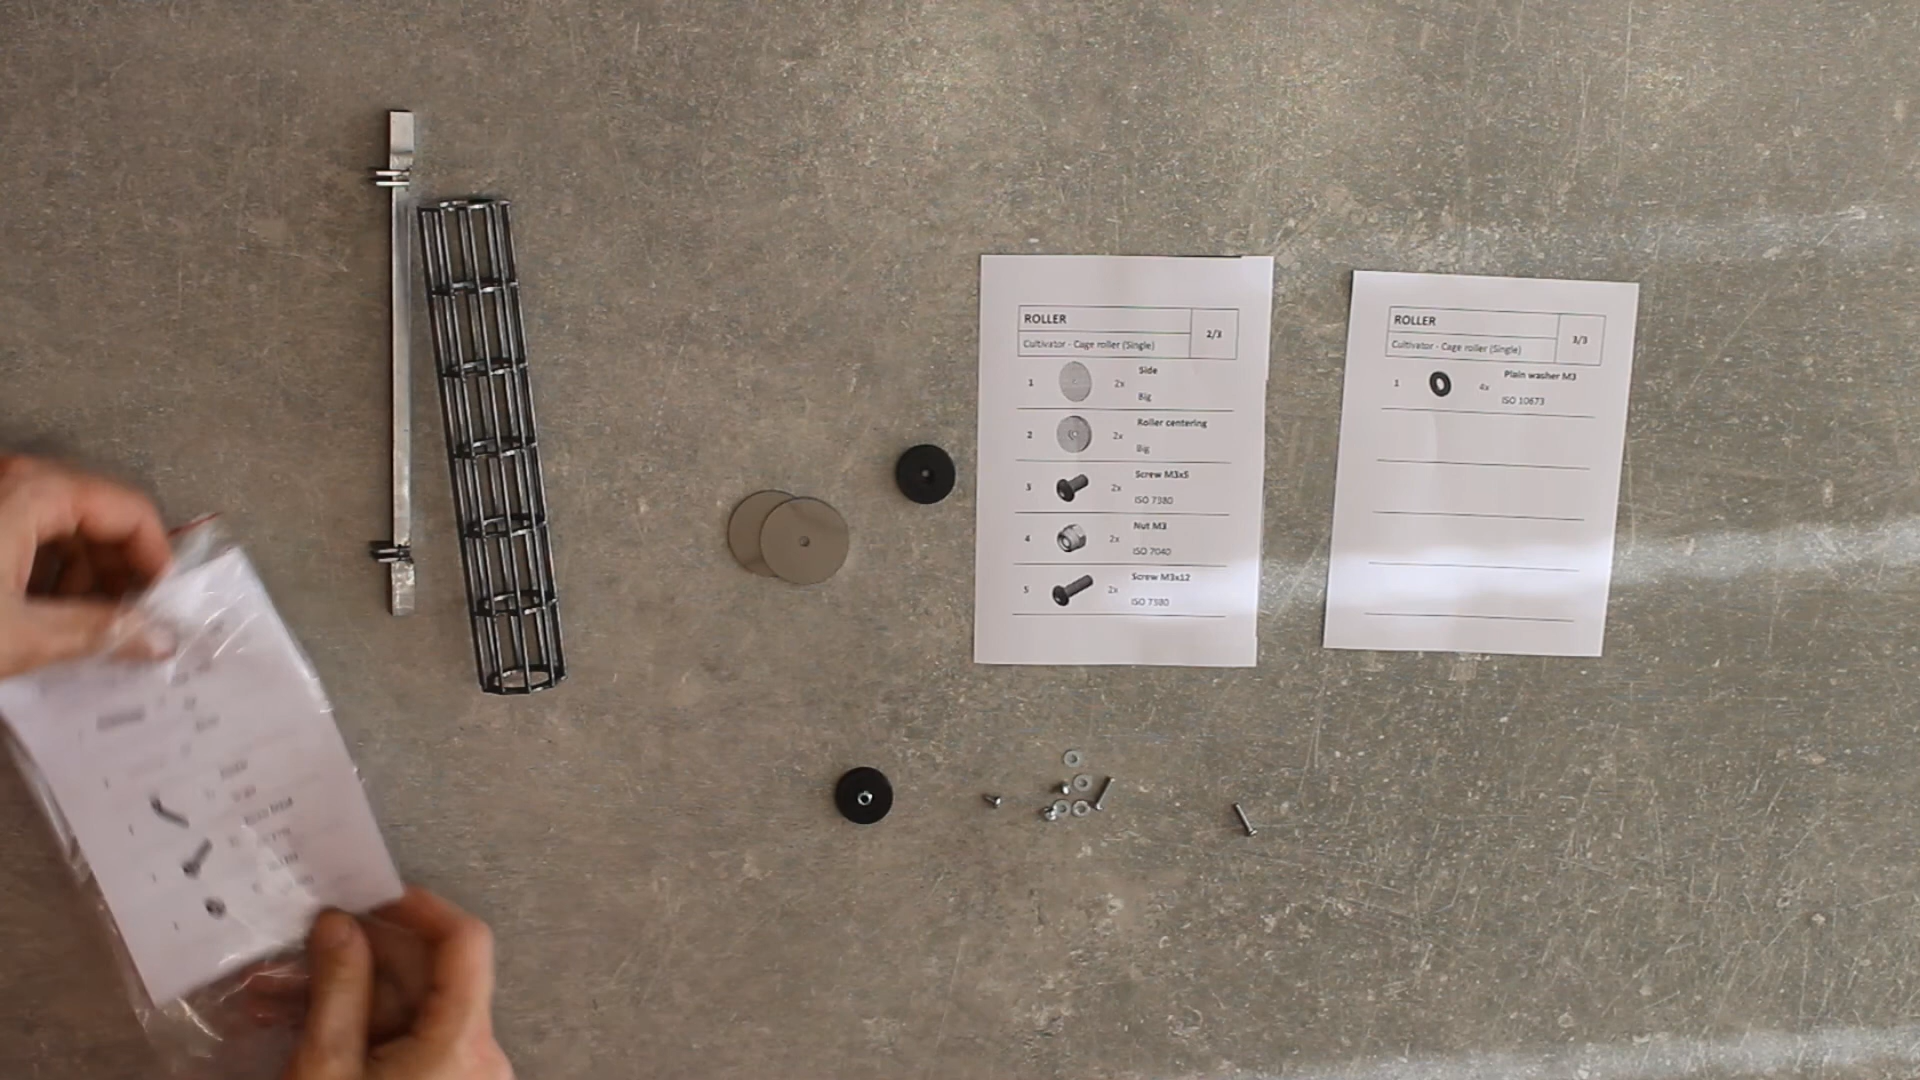 ROLLER
2/3
Cultivator - Cage roller (Single)
1 2x Side
Big
2 2x Roller centering
Big
3 2x Screw M3x5
ISO 7380
4 2x Nut M3
ISO 7040
5 2x Screw M3x12
ISO 7380
ROLLER
3/3
Cultivator - Cage roller (Single)
1 4x Plain washer M3
ISO 10673